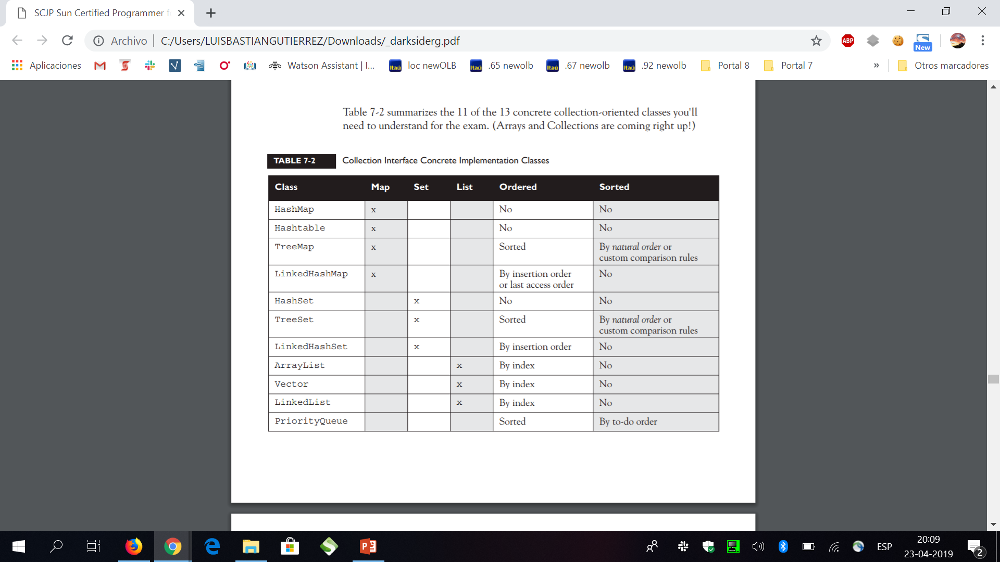 SCJP Sun Certified Programmer f
Archivo
C:/Users/LUISBASTIANGUTIERREZ/Downloads/_darksiderg.pdf
ABP
New
Aplicaciones
Watson Assistant | I...
Itaú
loc newOLB
Itaú
.65 newolb
Itaú
.67 newolb
Itaú
.92 newolb
Portal 8
Portal 7
»
Otros marcadores
Table 7-2 summarizes the 11 of the 13 concrete collection-oriented classes you'll
need to understand for the exam. (Arrays and Collections are coming right up!)
TABLE 7-2 Collection Interface Concrete Implementation Classes
Class Map Set List Ordered Sorted
HashMap x No No
Hashtable x No No
TreeMap x Sorted By natural order or
custom comparison rules
LinkedHashMap x By insertion order No
or last access order
HashSet x No No
TreeSet x Sorted By natural order or
custom comparison rules
LinkedHashSet x By insertion order No
ArrayList x By index No
Vector x By index No
LinkedList x By index No
PriorityQueue Sorted By to-do order
ESP
20:09
23-04-2019
2